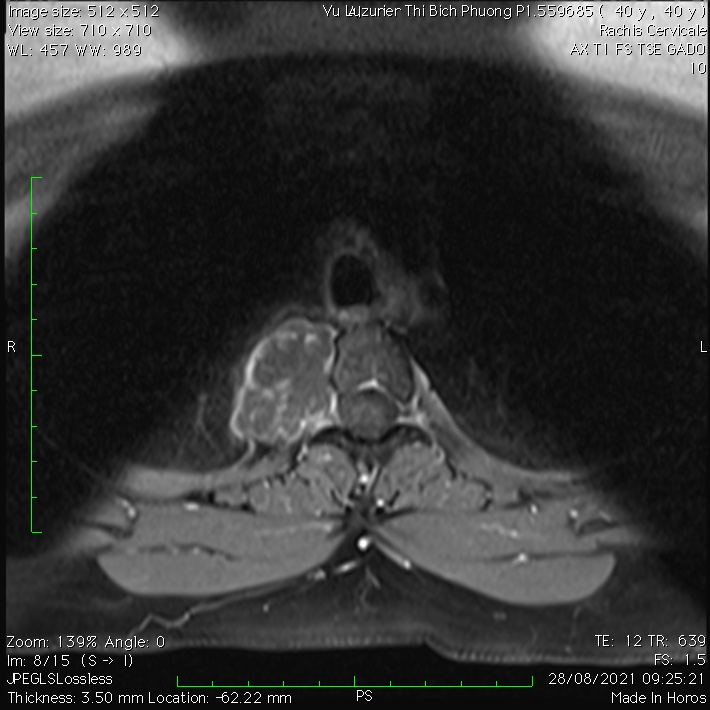 Image size: 512 x 512
View size: 710 x 710
WL: 457 WW: 989
Vu Luzurier Thi Bich Phuong P1.559685 ( 40 y , 40 y )
Rachis Cervicale
AX T1 FS TSE GADO
10
R
L
Zoom: 139% Angle: 0
Im: 8/15 (S -> I)
JPEGLSLossless
Thickness: 3.50 mm Location: -62.22 mm
PS
TE: 12 TR: 639
FS: 1.5
28/08/2021 09:25:21
Made In Horos